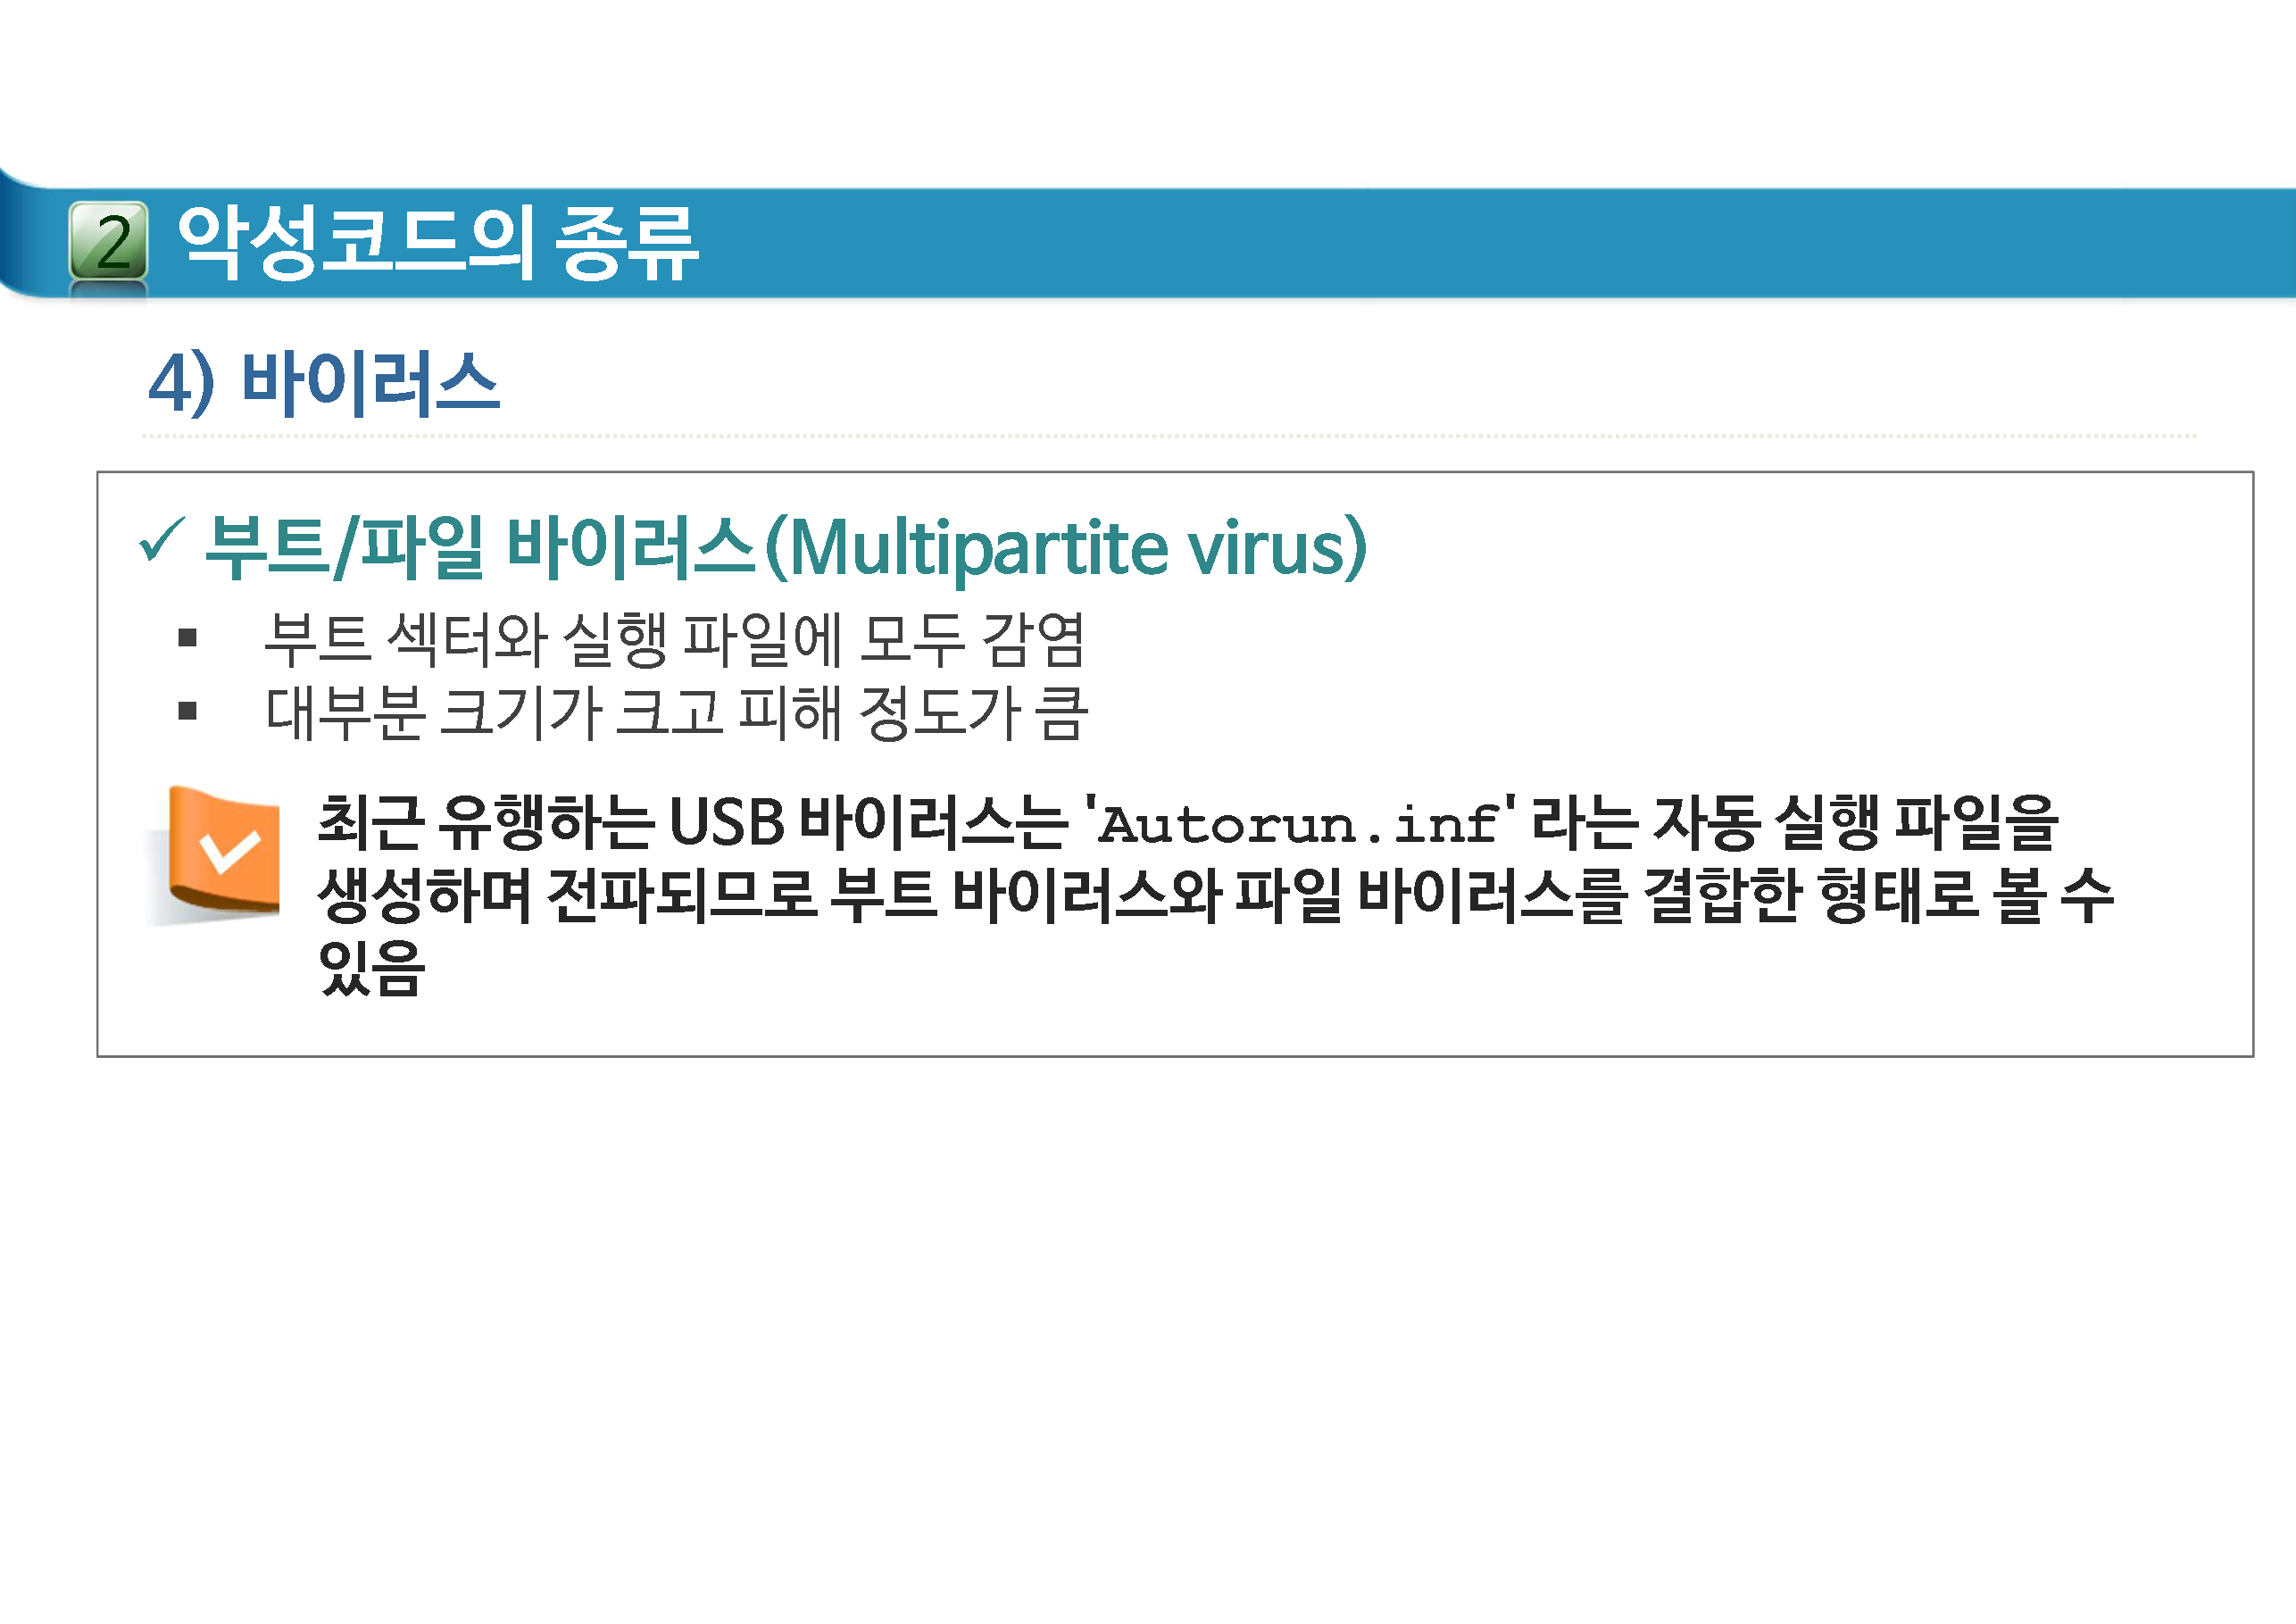 2 악성코드의 종류
4) 바이러스
✓ 부트/파일 바이러스(Multipartite virus)
▪ 부트 섹터와 실행 파일에 모두 감염
▪ 대부분 크기가 크고 피해 정도가 큼
최근 유행하는 USB 바이러스는 'Autorun.inf' 라는 자동 실행 파일을
생성하며 전파되므로 부트 바이러스와 파일 바이러스를 결합한 형태로 볼 수
있음